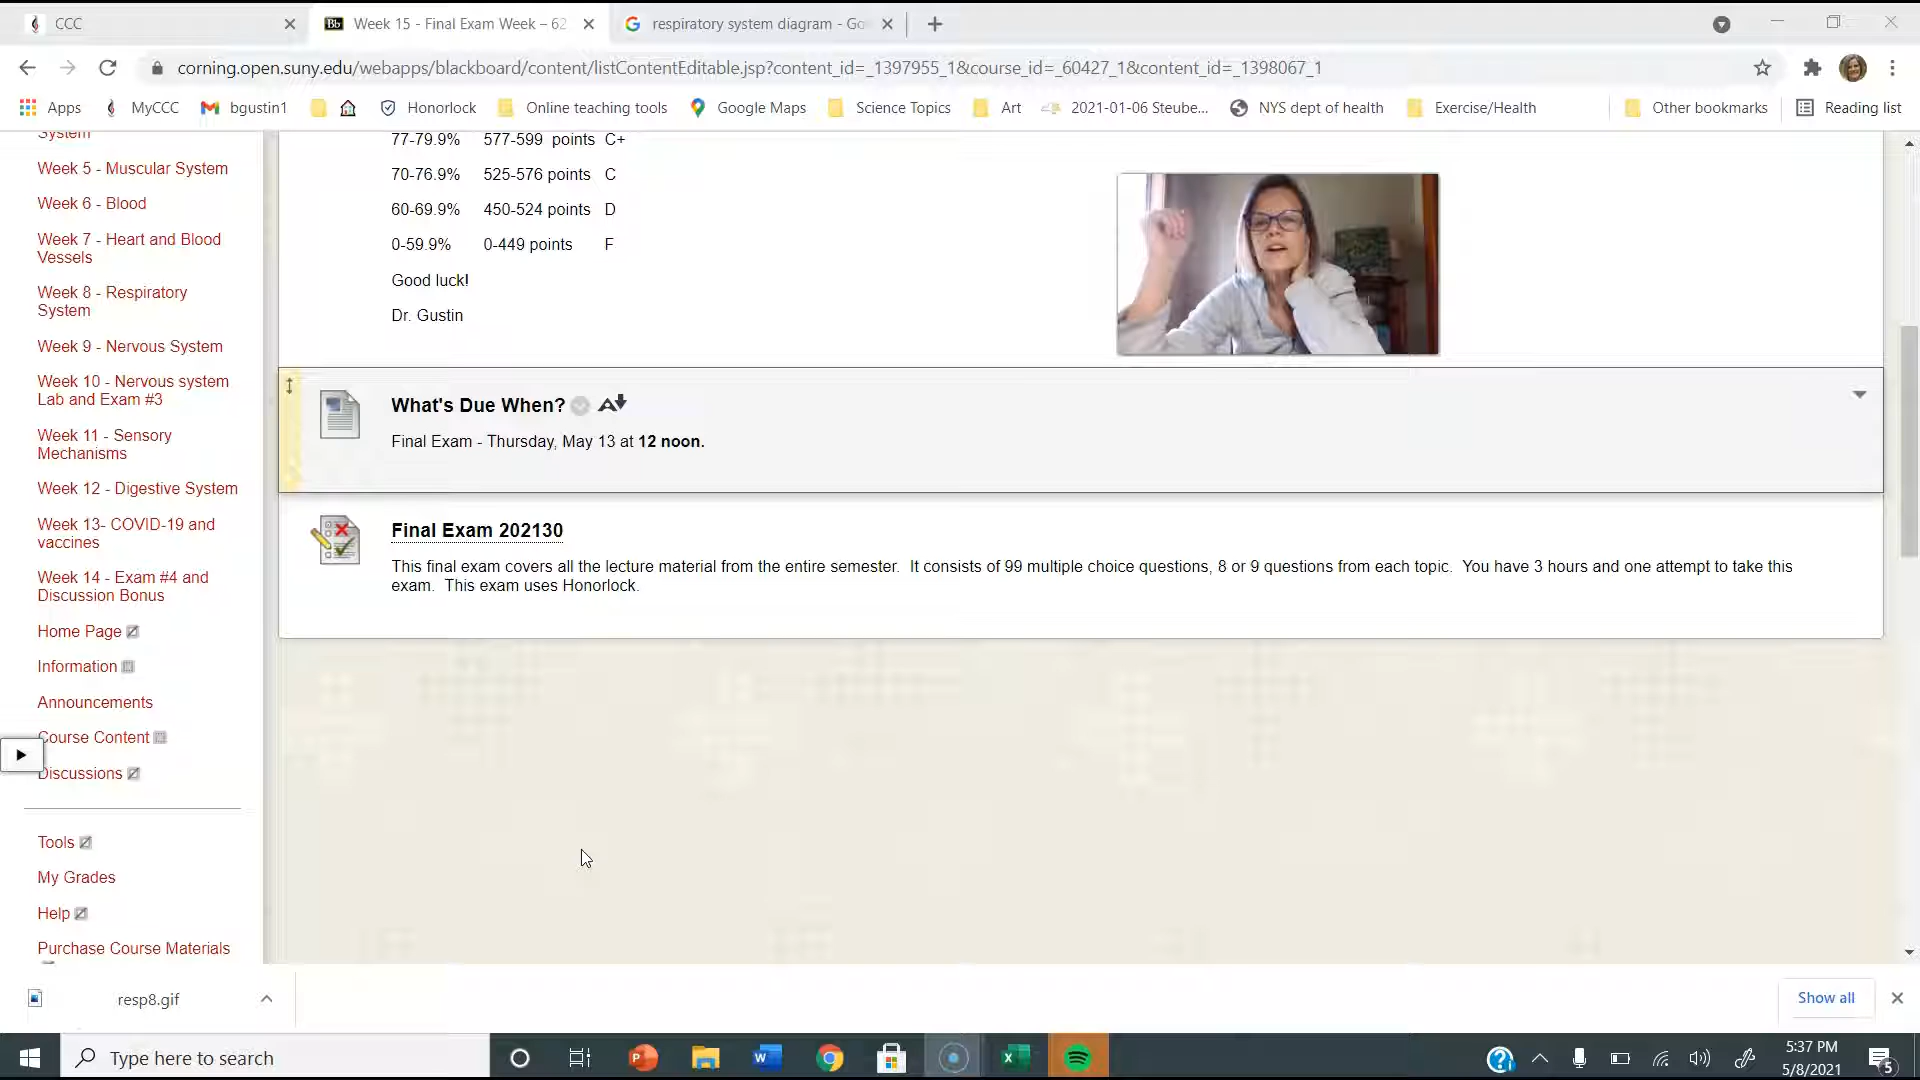 CCC
Bb Week 15 - Final Exam Week – 62
respiratory system diagram - Go
corning.open.suny.edu/webapps/blackboard/content/listContentEditable.jsp?content_id=_1397955_1&course_id=_60427_1&content_id=_1398067_1
Apps MyCCC bgustin1 Honorlock Online teaching tools Google Maps Science Topics Art 2021-01-06 Steube... NYS dept of health Exercise/Health Other bookmarks Reading list
System
Week 5 - Muscular System
Week 6 - Blood
Week 7 - Heart and Blood
Vessels
Week 8 - Respiratory
System
Week 9 - Nervous System
Week 10 - Nervous system
Lab and Exam #3
Week 11 - Sensory
Mechanisms
Week 12 - Digestive System
Week 13- COVID-19 and
vaccines
Week 14 - Exam #4 and
Discussion Bonus
Home Page
Information
Announcements
Course Content
Discussions
Tools
My Grades
Help
Purchase Course Materials
77-79.9% 577-599 points C+
70-76.9% 525-576 points C
60-69.9% 450-524 points D
0-59.9% 0-449 points F
Good luck!
Dr. Gustin
What's Due When?
Final Exam - Thursday, May 13 at 12 noon.
Final Exam 202130
This final exam covers all the lecture material from the entire semester. It consists of 99 multiple choice questions, 8 or 9 questions from each topic. You have 3 hours and one attempt to take this
exam. This exam uses Honorlock.
resp8.gif
Show all
Type here to search
5:37 PM
5/8/2021
5